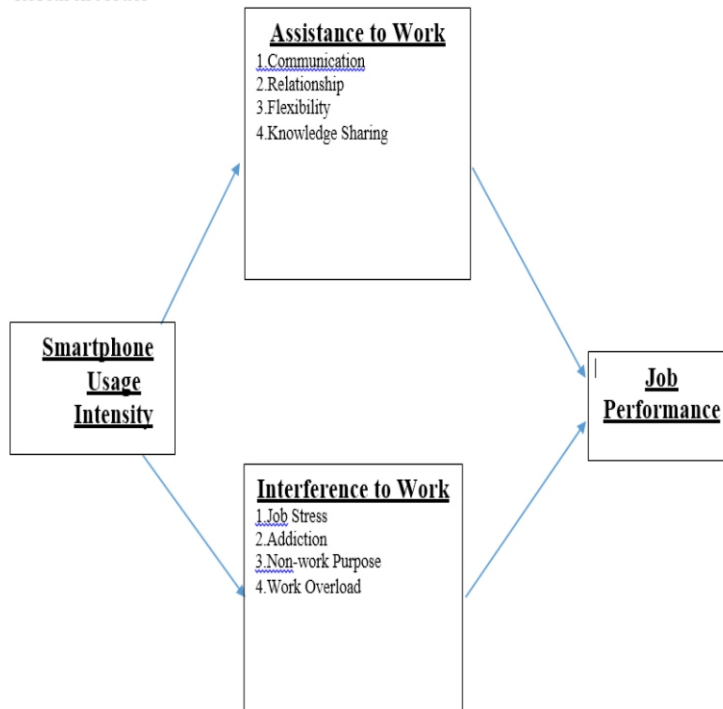 Assistance to Work
1.Communication
2.Relationship
3.Flexibility
4.Knowledge Sharing
Smartphone
Usage
Intensity
Job
Performance
Interference to Work
1.Job Stress
2.Addiction
3.Non-work Purpose
4.Work Overload